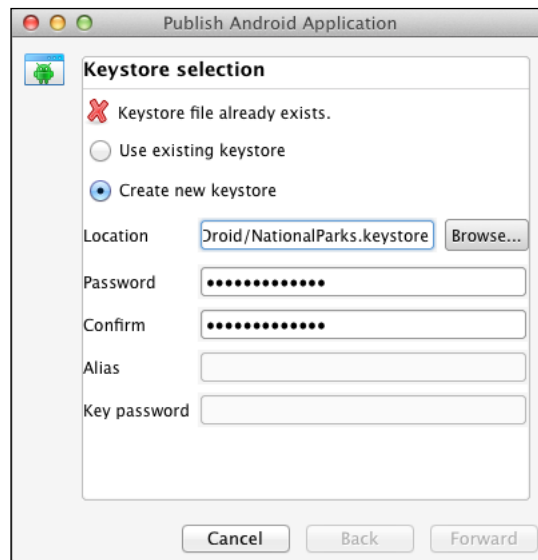 Publish Android Application
Keystore selection
Keystore file already exists.
Use existing keystore
Create new keystore
Location Droid/NationalParks.keystore Browse...
Password •••••••••••••
Confirm •••••••••••••
Alias
Key password
Cancel Back Forward